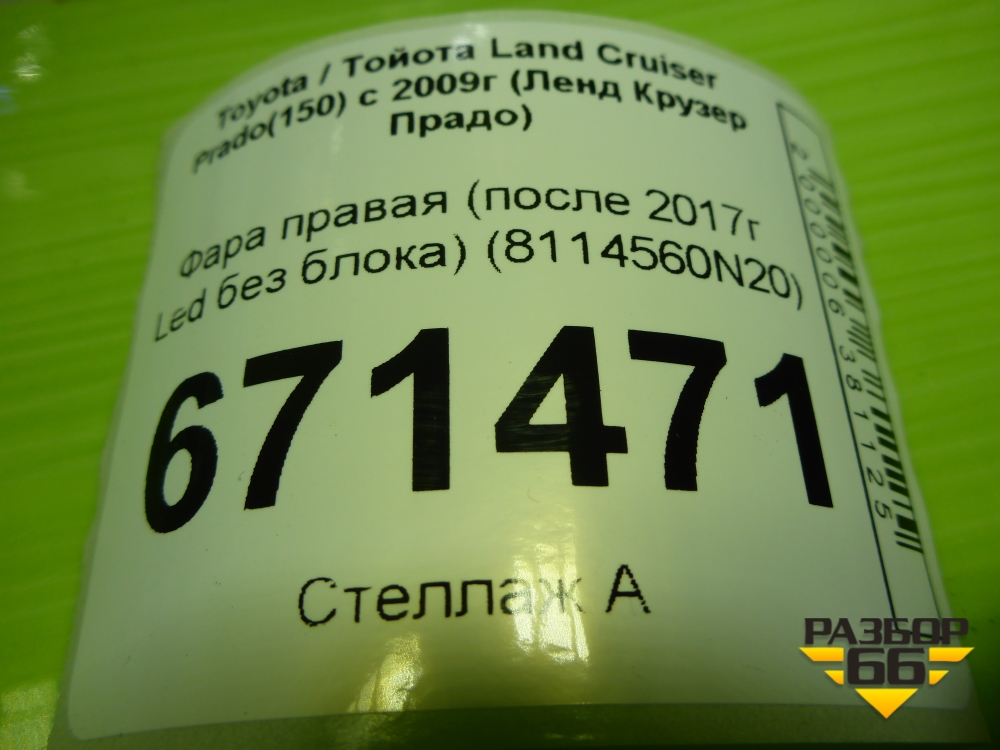 Toyota / Тойота Land Cruiser
Prado(150) с 2009г (Ленд Крузер
Прадо)
Фара правая (после 2017г
Led без блока) (8114560N20)
671471
Стеллаж А
2000006381125
РАЗБОР
66